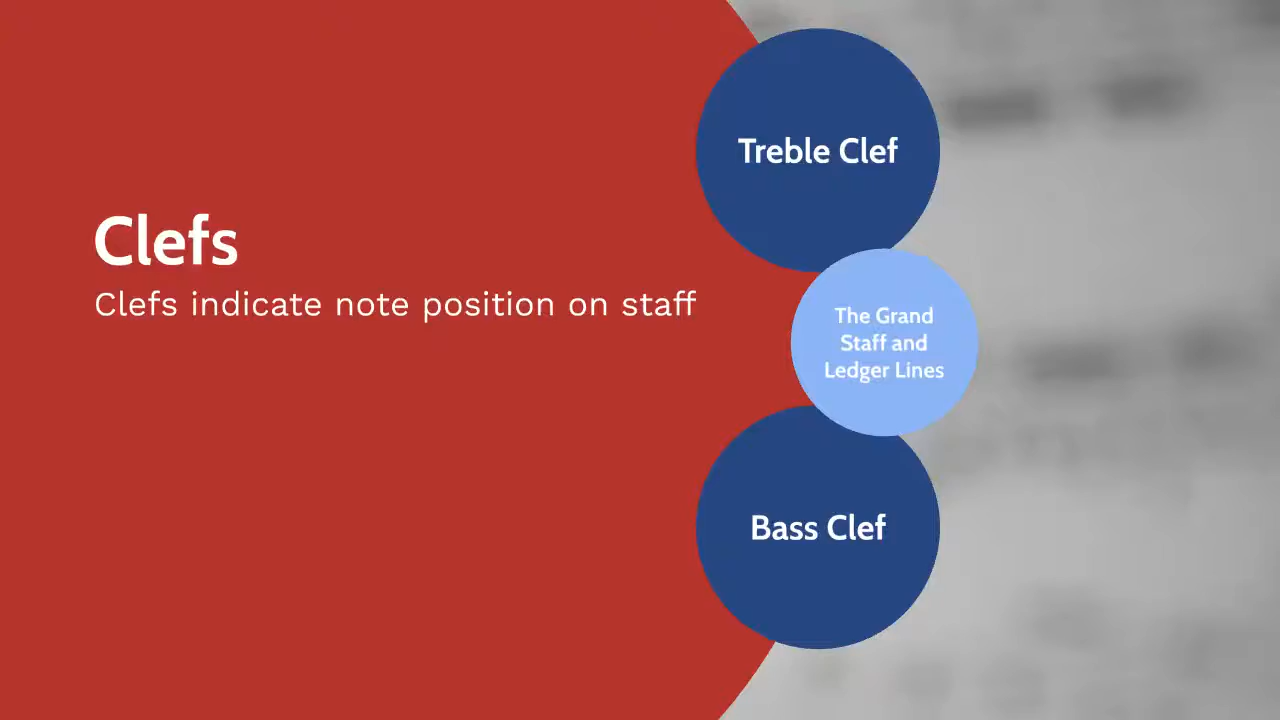 Clefs
Clefs indicate note position on staff
Treble Clef
The Grand
Staff and
Ledger Lines
Bass Clef